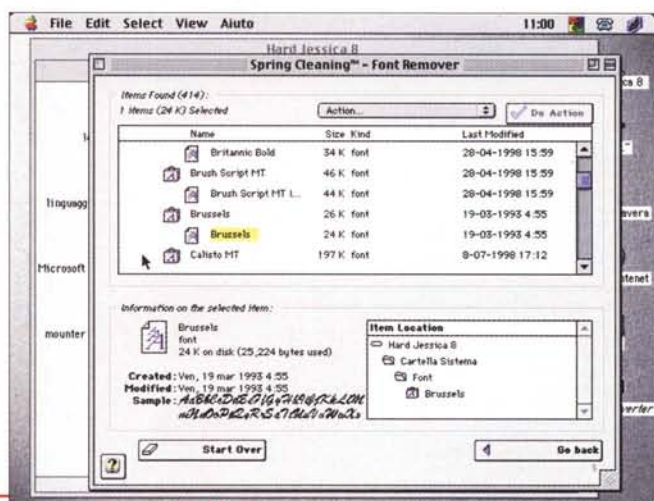 File Edit Select View Aiuto 11:00
Hard Jessica 8
Spring Cleaning™ - Font Remover
ca 8
Items Found (414):
1 Items (24 K) Selected
Action...
Do Action
Name Size Kind Last Modified
Britannic Bold 34 K font 28-04-1998 15:59
Brush Script MT 46 K font 28-04-1998 15:59
Brush Script MT I... 44 K font 28-04-1998 15:59
linguagg
Brussels 26 K font 19-03-1993 4:55
vera
Brussels 24 K font 19-03-1993 4:55
Calisto MT 197 K font 8-07-1998 17:12
Microsoft
tenet
Information on the selected item:
mounter
Brussels
font
24 K on disk (25,224 bytes used)
Created: Ven, 19 mar 1993 4:55
Modified: Ven, 19 mar 1993 4:55
Sample:
Item Location
Hard Jessica 8
Cartella Sistema
Font
Brussels
verter
Start Over
Go back
?